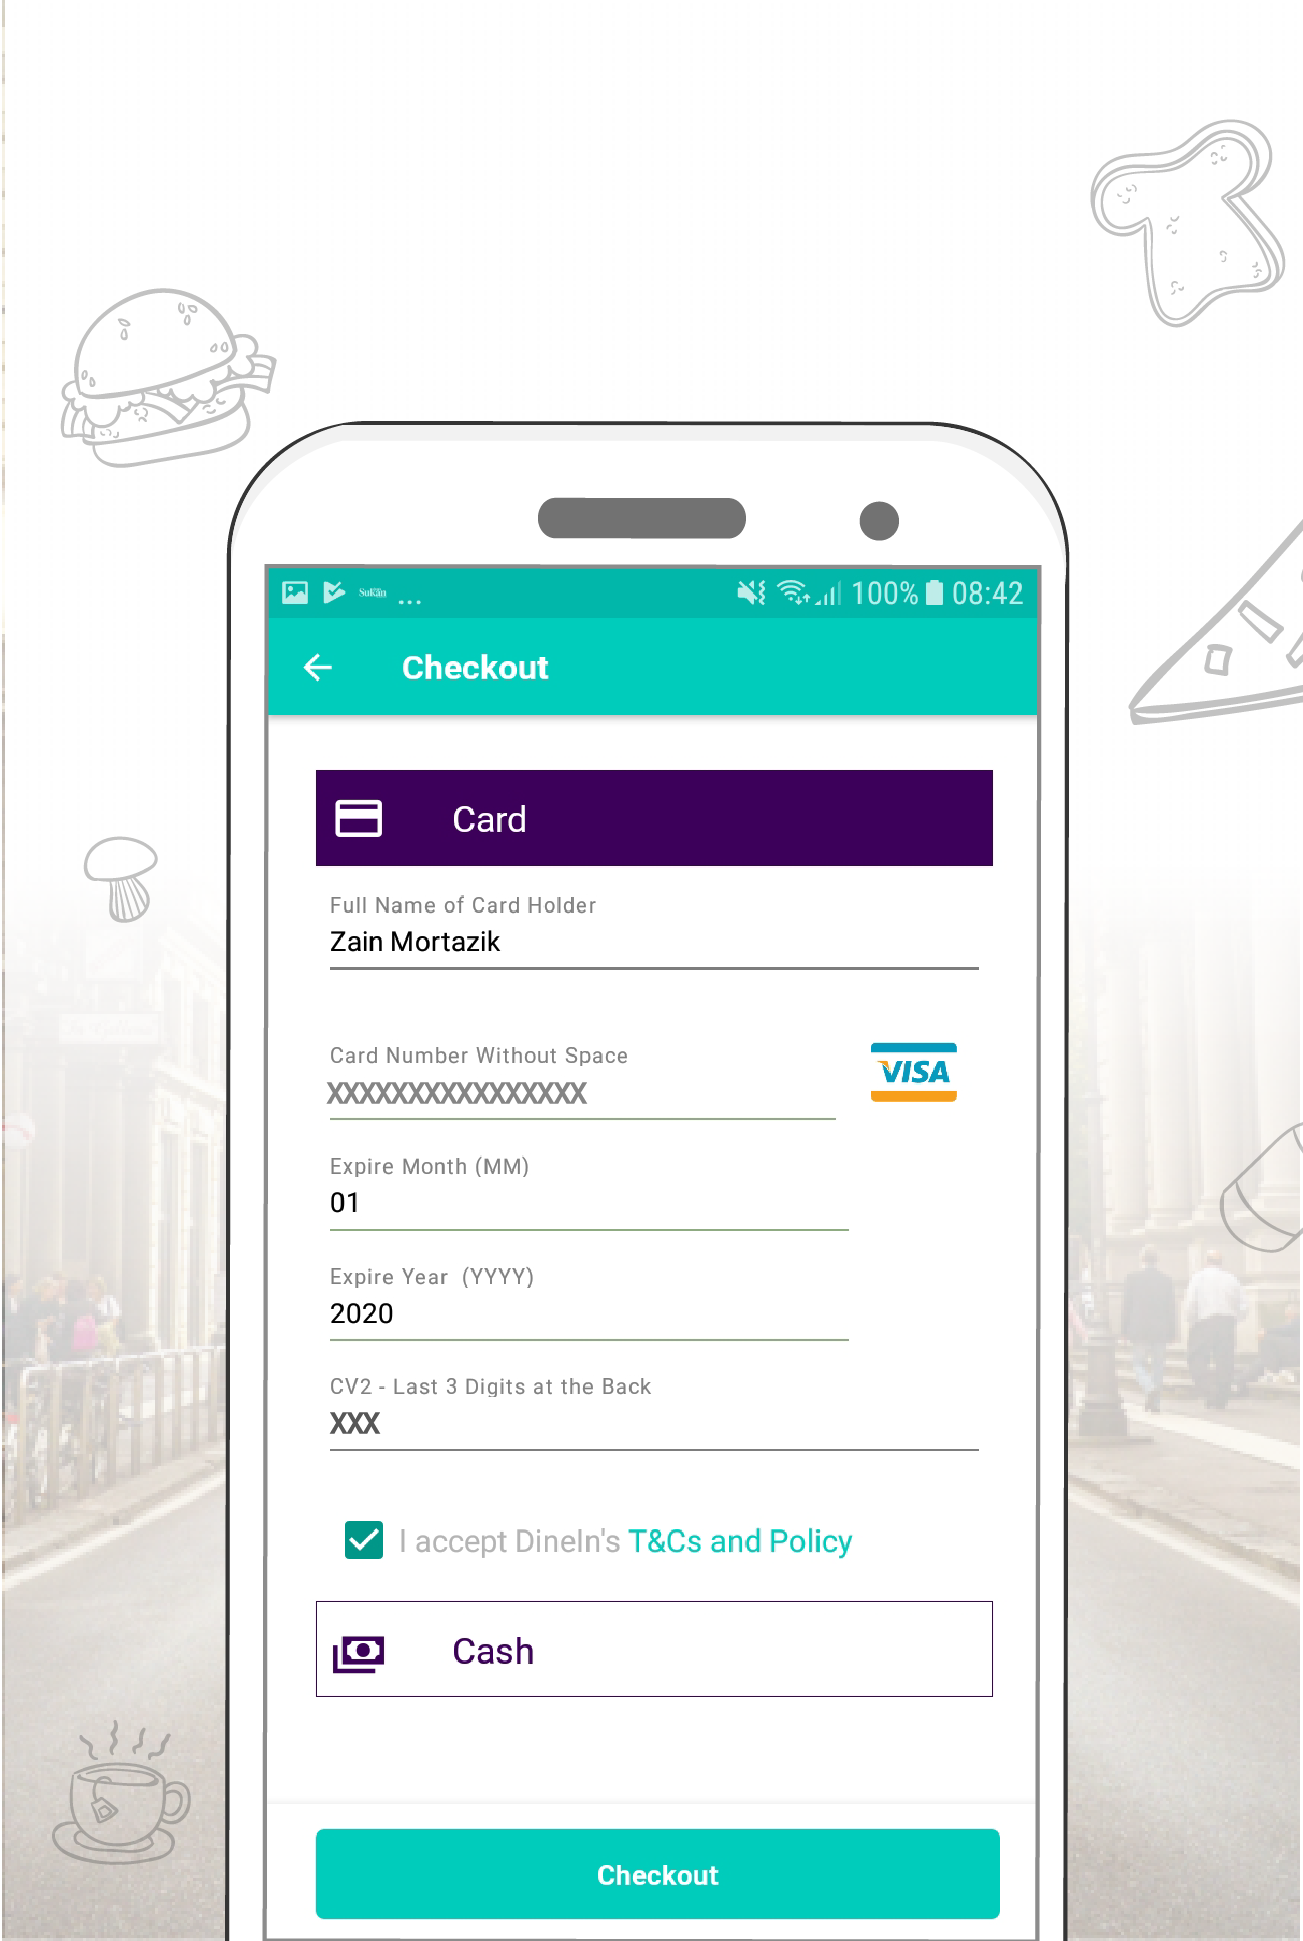 SuKän
...
100%
08:42
Checkout
Card
Full Name of Card Holder
Zain Mortazik
Card Number Without Space
XXXXXXXXXXXXXXXX
VISA
Expire Month (MM)
01
Expire Year (YYYY)
2020
CV2 - Last 3 Digits at the Back
XXX
I accept DineIn's T&Cs and Policy
Cash
Checkout